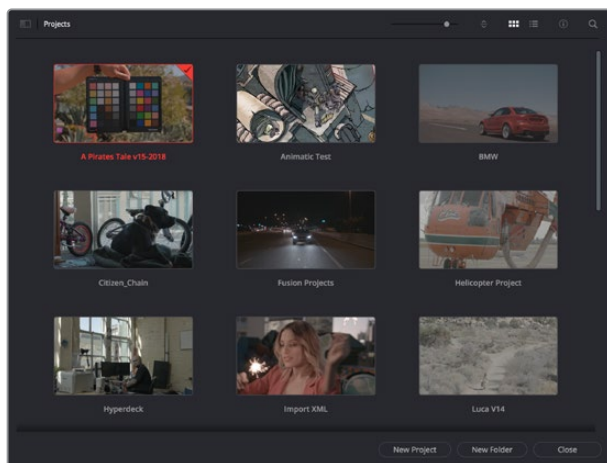 Projects
A Pirates Tale v15-2018
Animatic Test
BMW
Citizen_Chain
Fusion Projects
Helicopter Project
Hyperdeck
Import XML
Luca V14
New Project
New Folder
Close